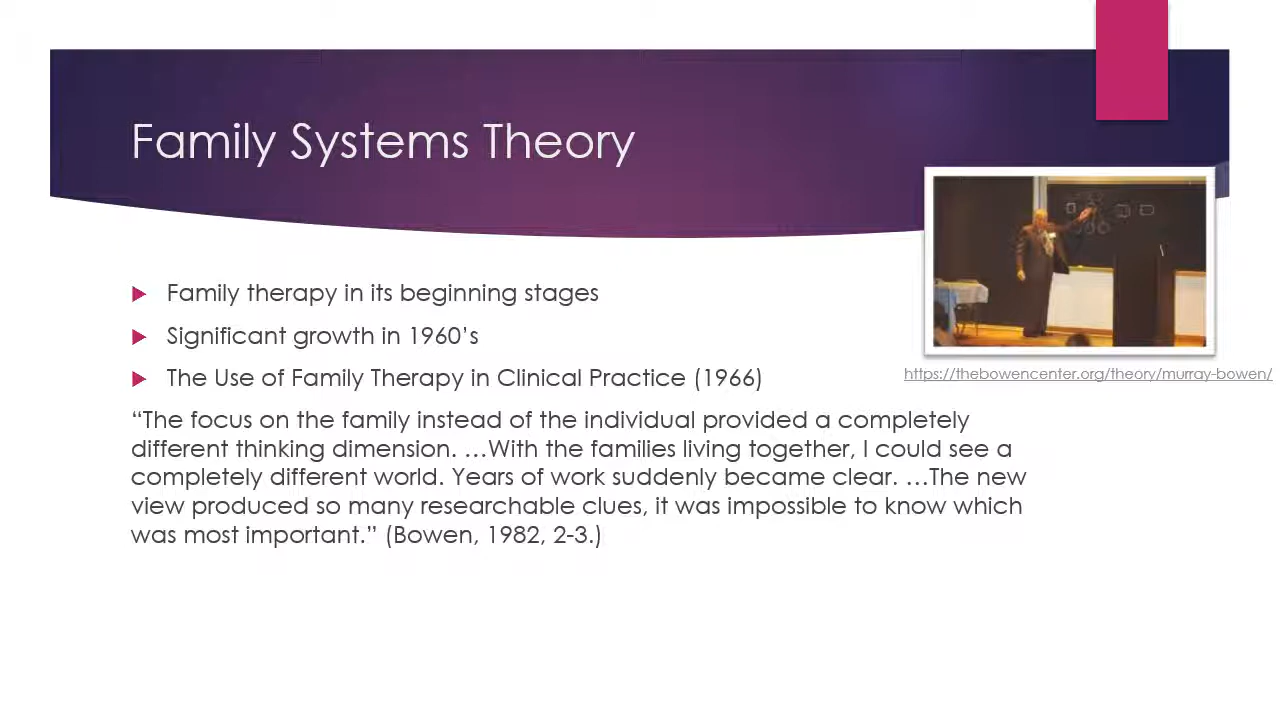 Family Systems Theory
Family therapy in its beginning stages
Significant growth in 1960’s
The Use of Family Therapy in Clinical Practice (1966)
https://thebowencenter.org/theory/murray-bowen/
“The focus on the family instead of the individual provided a completely
different thinking dimension. …With the families living together, I could see a
completely different world. Years of work suddenly became clear. …The new
view produced so many researchable clues, it was impossible to know which
was most important.” (Bowen, 1982, 2-3.)